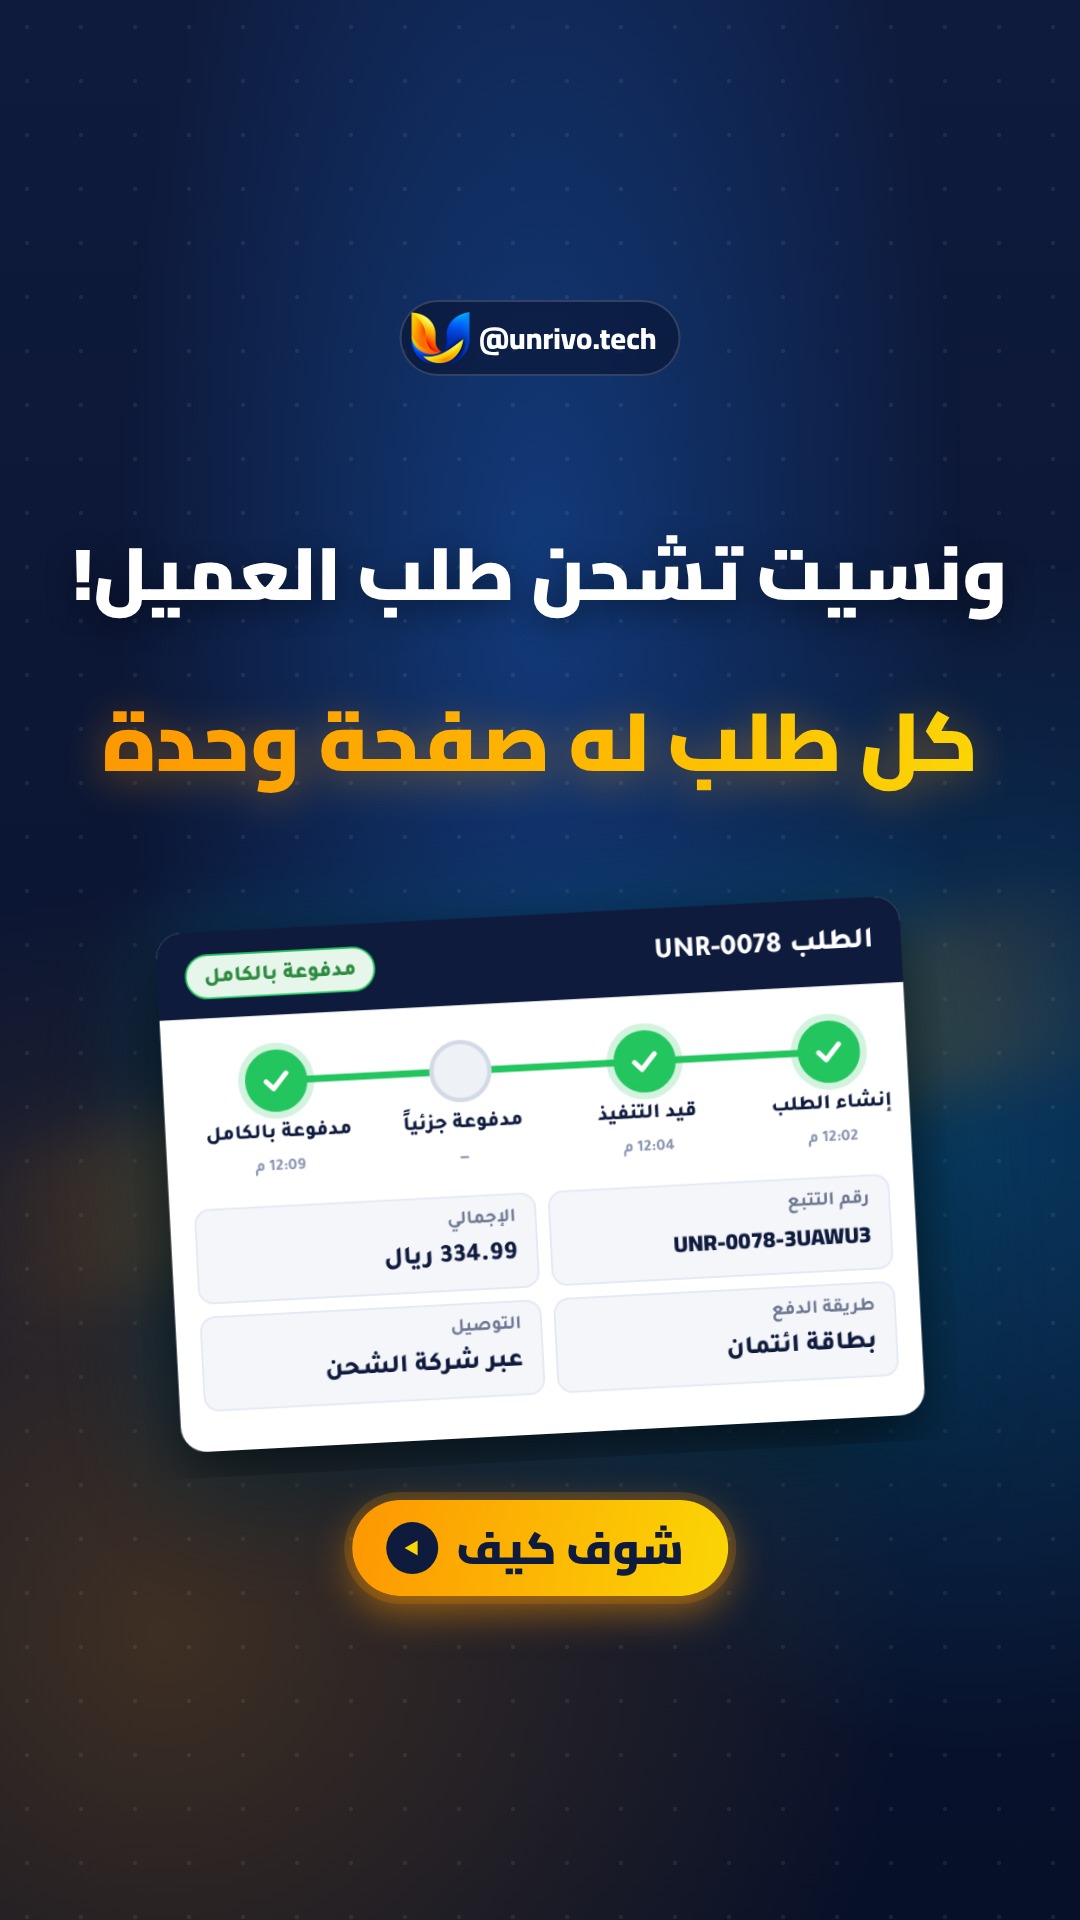 @unrivo.tech
ونسيت تشحن طلب العميل!
كل طلب له صفحة وحدة
الطلب UNR-0078
مدفوعة بالكامل
إنشاء الطلب
12:02 م
قيد التنفيذ
12:04 م
مدفوعة جزئياً
–
مدفوعة بالكامل
12:09 م
رقم التتبع
UNR-0078-3UAWU3
الإجمالي
334.99 ريال
طريقة الدفع
بطاقة ائتمان
التوصيل
عبر شركة الشحن
شوف كيف